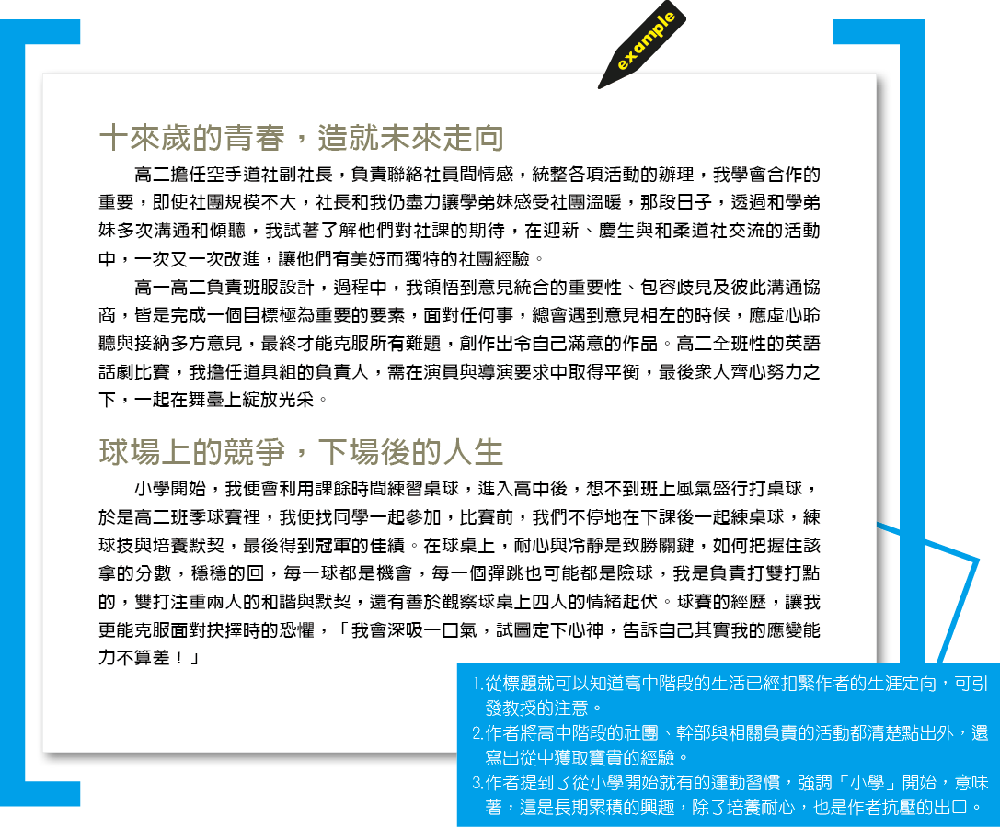 example
十來歲的青春，造就未來走向
高二擔任空手道社副社長，負責聯絡社員間情感，統整各項活動的辦理，我學會合作的
重要，即使社團規模不大，社長和我仍盡力讓學弟妹感受社團溫暖，那段日子，透過和學弟
妹多次溝通和傾聽，我試著了解他們對社課的期待，在迎新、慶生與和柔道社交流的活動
中，一次又一次改進，讓他們有美好而獨特的社團經驗。
高一高二負責班服設計，過程中，我領悟到意見統合的重要性、包容歧見及彼此溝通協
商，皆是完成一個目標極為重要的要素，面對任何事，總會遇到意見相左的時候，應虛心聆
聽與接納多方意見，最終才能克服所有難題，創作出令自己滿意的作品。高二全班性的英語
話劇比賽，我擔任道具組的負責人，需在演員與導演要求中取得平衡，最後眾人齊心努力之
下，一起在舞臺上綻放光采。
球場上的競爭，下場後的人生
小學開始，我便會利用課餘時間練習桌球，進入高中後，想不到班上風氣盛行打桌球，
於是高二班季球賽裡，我便找同學一起參加，比賽前，我們不停地在下課後一起練桌球，練
球技與培養默契，最後得到冠軍的佳績。在球桌上，耐心與冷靜是致勝關鍵，如何把握住該
拿的分數，穩穩的回，每一球都是機會，每一個彈跳也可能都是險球，我是負責打雙打點
的，雙打注重兩人的和諧與默契，還有善於觀察球桌上四人的情緒起伏。球賽的經歷，讓我
更能克服面對抉擇時的恐懼，「我會深吸一口氣，試圖定下心神，告訴自己其實我的應變能
力不算差！」
1.從標題就可以知道高中階段的生活已經扣緊作者的生涯定向，可引
發教授的注意。
2.作者將高中階段的社團、幹部與相關負責的活動都清楚點出外，還
寫出從中獲取寶貴的經驗。
3.作者提到了從小學開始就有的運動習慣，強調「小學」開始，意味
著，這是長期累積的興趣，除了培養耐心，也是作者抗壓的出口。